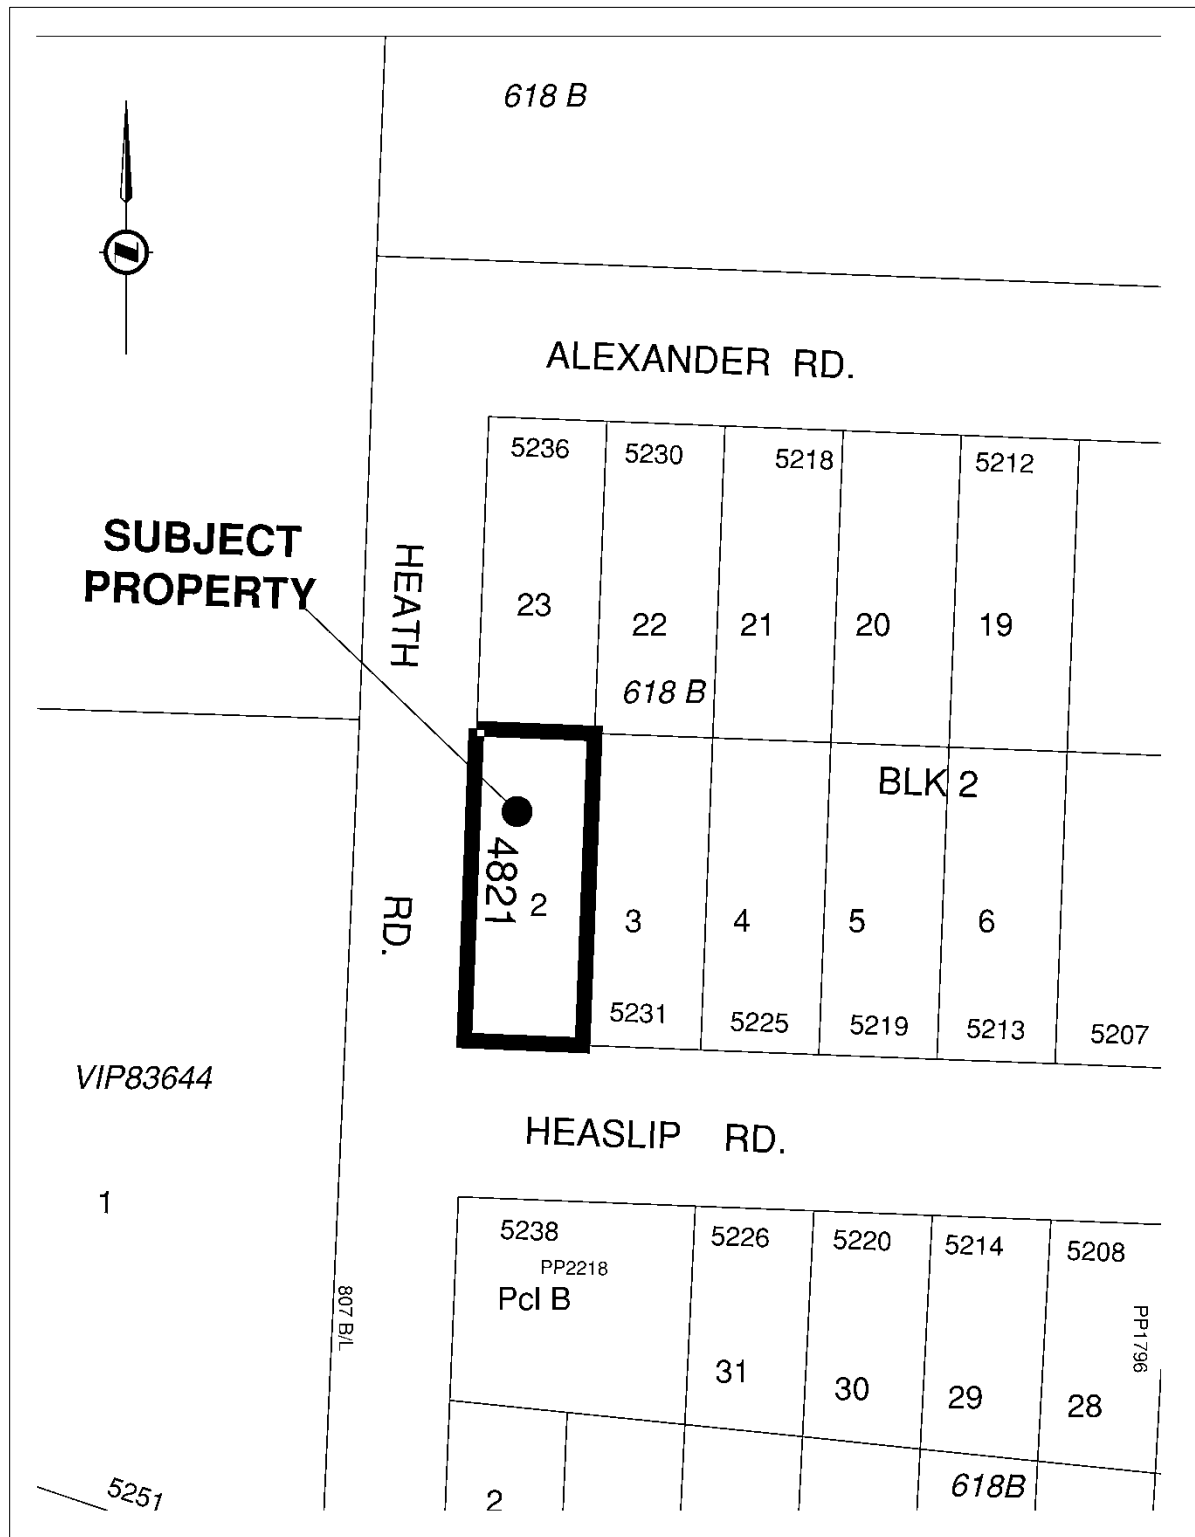 618 B
ALEXANDER RD.
5236
5230
5218
5212
SUBJECT
PROPERTY
HEATH
23
22
21
20
19
618 B
BLK 2
4821
2
RD.
3
4
5
6
5231
5225
5219
5213
5207
VIP83644
HEASLIP RD.
1
5238
5226
5220
5214
5208
PP2218
Pcl B
807 B/L
PP1796
31
30
29
28
5251
2
618B